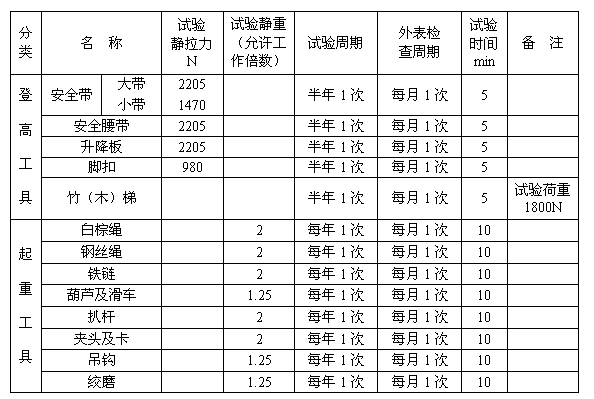 分类 名 称 试验静拉力N 试验静重(允许工作倍数) 试验周期 外表检查周期 试验时间min 备 注
登高工具 安全带 大带 2205 半年1次 每月1次 5
小带 1470
安全腰带 2205 半年1次 每月1次 5
升降板 2205 半年1次 每月1次 5
脚扣 980 半年1次 每月1次 5
竹(木)梯 半年1次 每月1次 5 试验荷重1800N
起重工具 白棕绳 2 每年1次 每月1次 10
钢丝绳 2 每年1次 每月1次 10
铁链 2 每年1次 每月1次 10
葫芦及滑车 1.25 每年1次 每月1次 10
扒杆 2 每年1次 每月1次 10
夹头及卡 2 每年1次 每月1次 10
吊钩 1.25 每年1次 每月1次 10
绞磨 1.25 每年1次 每月1次 10